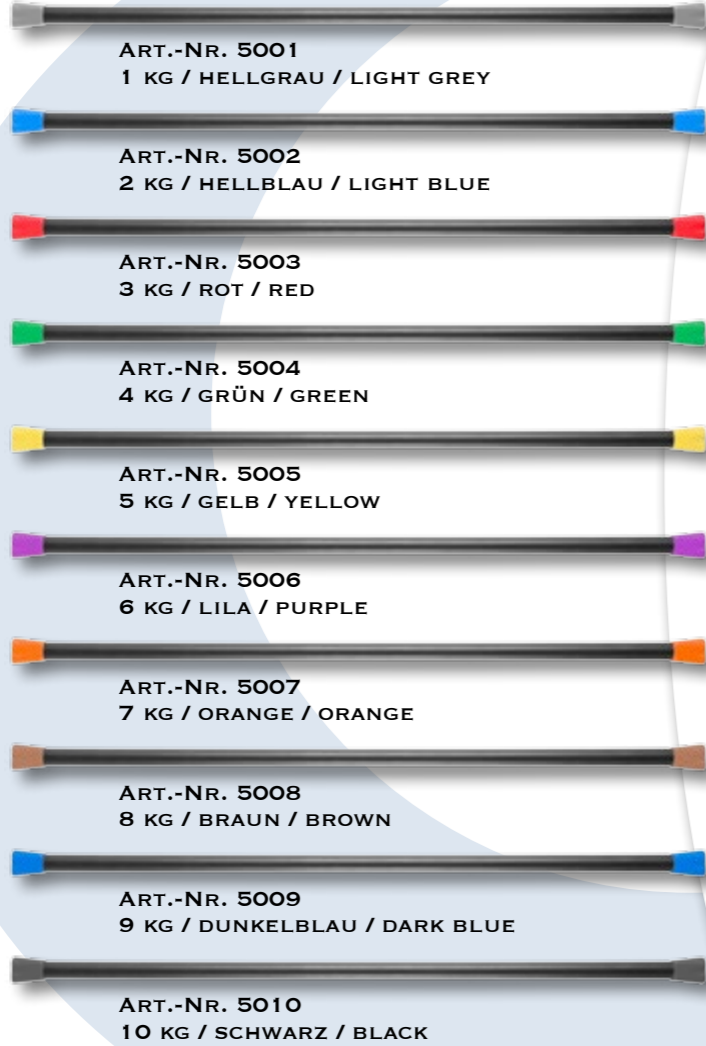 Art.-Nr. 5001
1 kg / hellgrau / light grey
Art.-Nr. 5002
2 kg / hellblau / light blue
Art.-Nr. 5003
3 kg / rot / red
Art.-Nr. 5004
4 kg / grün / green
Art.-Nr. 5005
5 kg / gelb / yellow
Art.-Nr. 5006
6 kg / lila / purple
Art.-Nr. 5007
7 kg / orange / orange
Art.-Nr. 5008
8 kg / braun / brown
Art.-Nr. 5009
9 kg / dunkelblau / dark blue
Art.-Nr. 5010
10 kg / schwarz / black